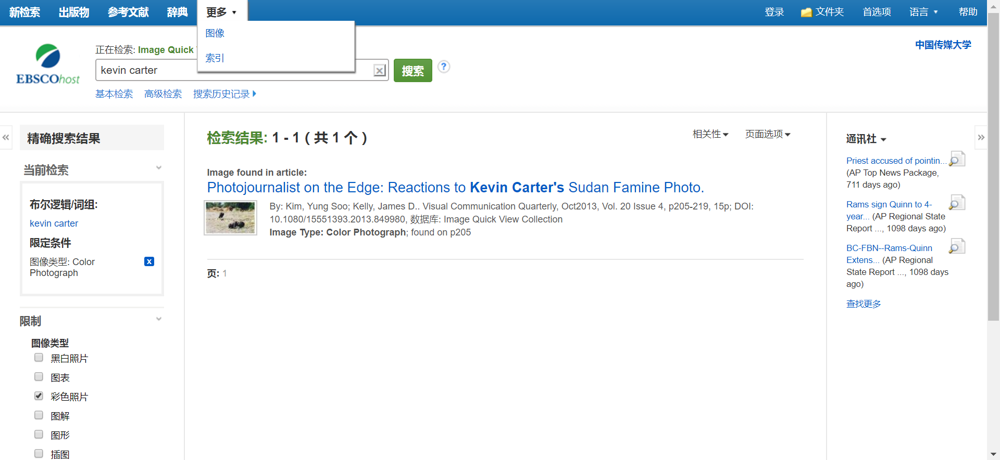 新检索 出版物 参考文献 辞典 更多 登录 文件夹 首选项 语言 帮助
图像
索引
中国传媒大学
EBSCOhost
正在检索: Image Quick
kevin carter
搜索
?
基本检索 高级检索 搜索历史记录
精确搜索结果
当前检索
布尔逻辑/词组:
kevin carter
限定条件
图像类型: Color
Photograph
x
限制
图像类型
黑白照片
图表
彩色照片
图解
图形
插图
检索结果: 1 - 1 ( 共 1 个 )
相关性 页面选项
Image found in article:
Photojournalist on the Edge: Reactions to Kevin Carter's Sudan Famine Photo.
By: Kim, Yung Soo; Kelly, James D.. Visual Communication Quarterly, Oct2013, Vol. 20 Issue 4, p205-219, 15p; DOI:
10.1080/15551393.2013.849980, 数据库: Image Quick View Collection
Image Type: Color Photograph; found on p205
页: 1
通讯社
Priest accused of pointin...
(AP Top News Package,
711 days ago)
Rams sign Quinn to 4-
year... (AP Regional State
Report ..., 1098 days ago)
BC-FBN--Rams-Quinn
Extens... (AP Regional
State Report ..., 1098 days
ago)
查找更多